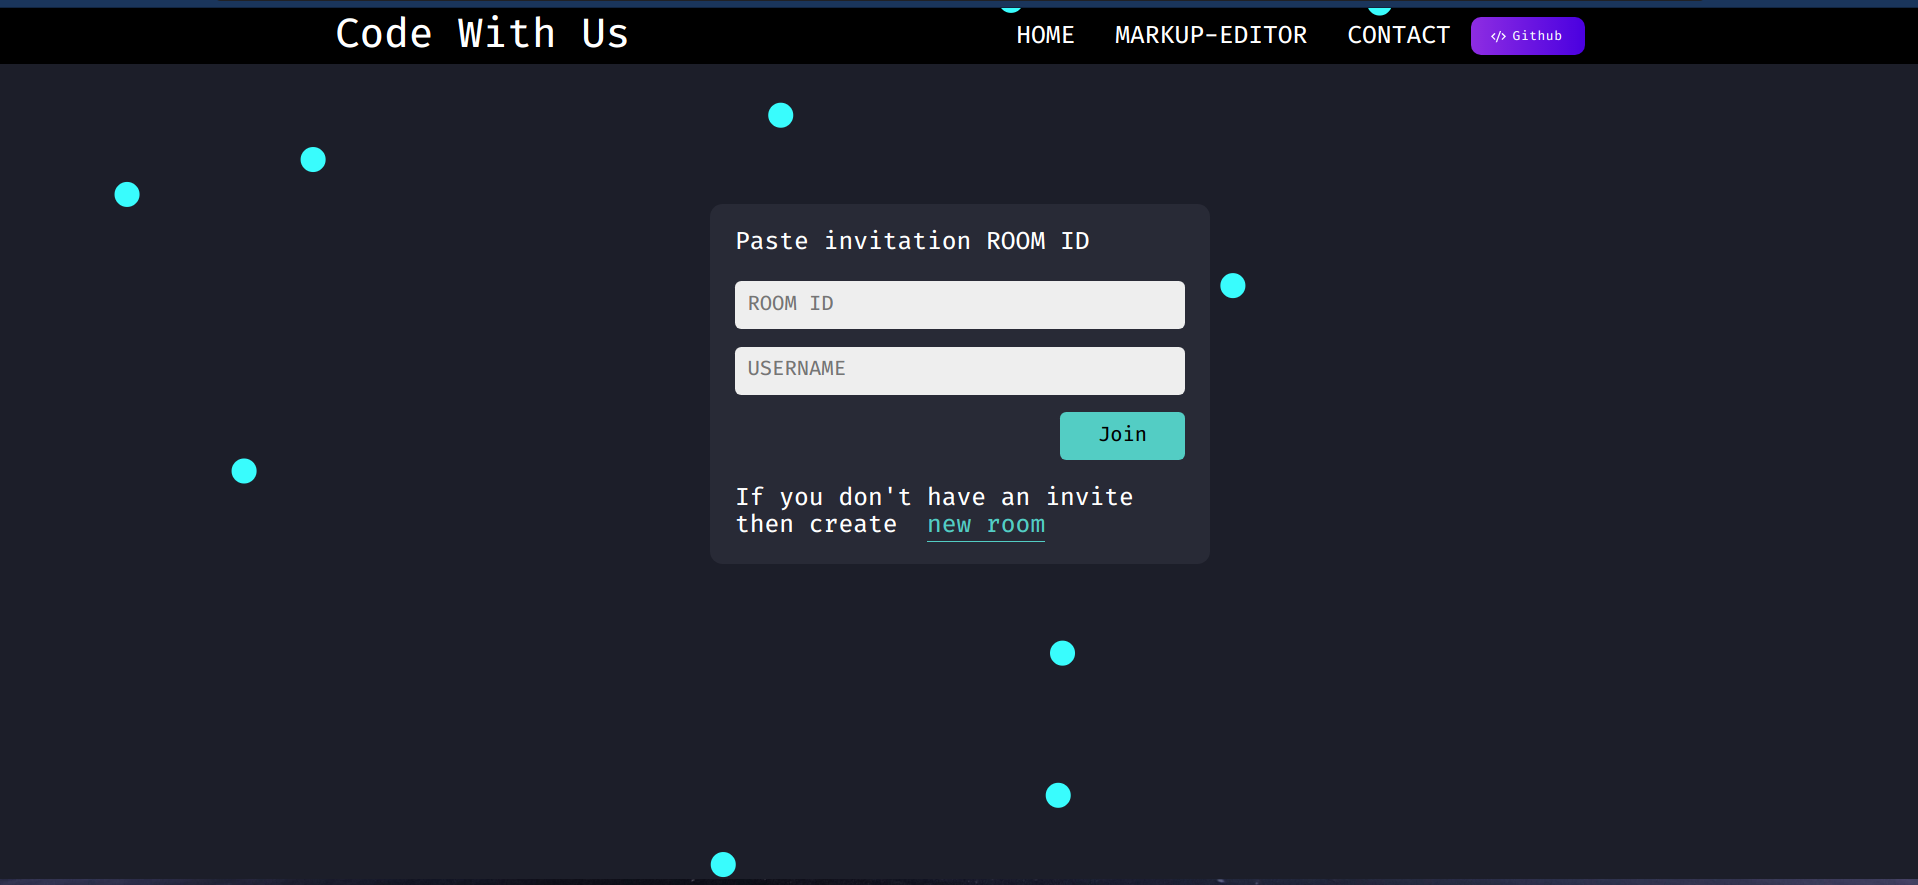 Code With Us
HOME MARKUP-EDITOR CONTACT </> Github
Paste invitation ROOM ID
ROOM ID
USERNAME
Join
If you don't have an invite
then create new room